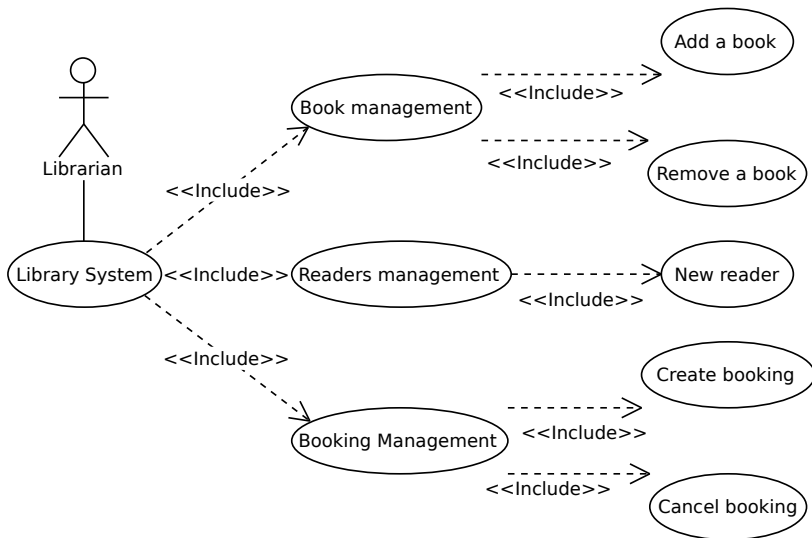 Add a book
<<Include>>
Book management
<<Include>>
Librarian
Remove a book
<<Include>>
Library System
<<Include>>
Readers management
New reader
<<Include>>
<<Include>>
Create booking
Booking Management
<<Include>>
<<Include>>
Cancel booking